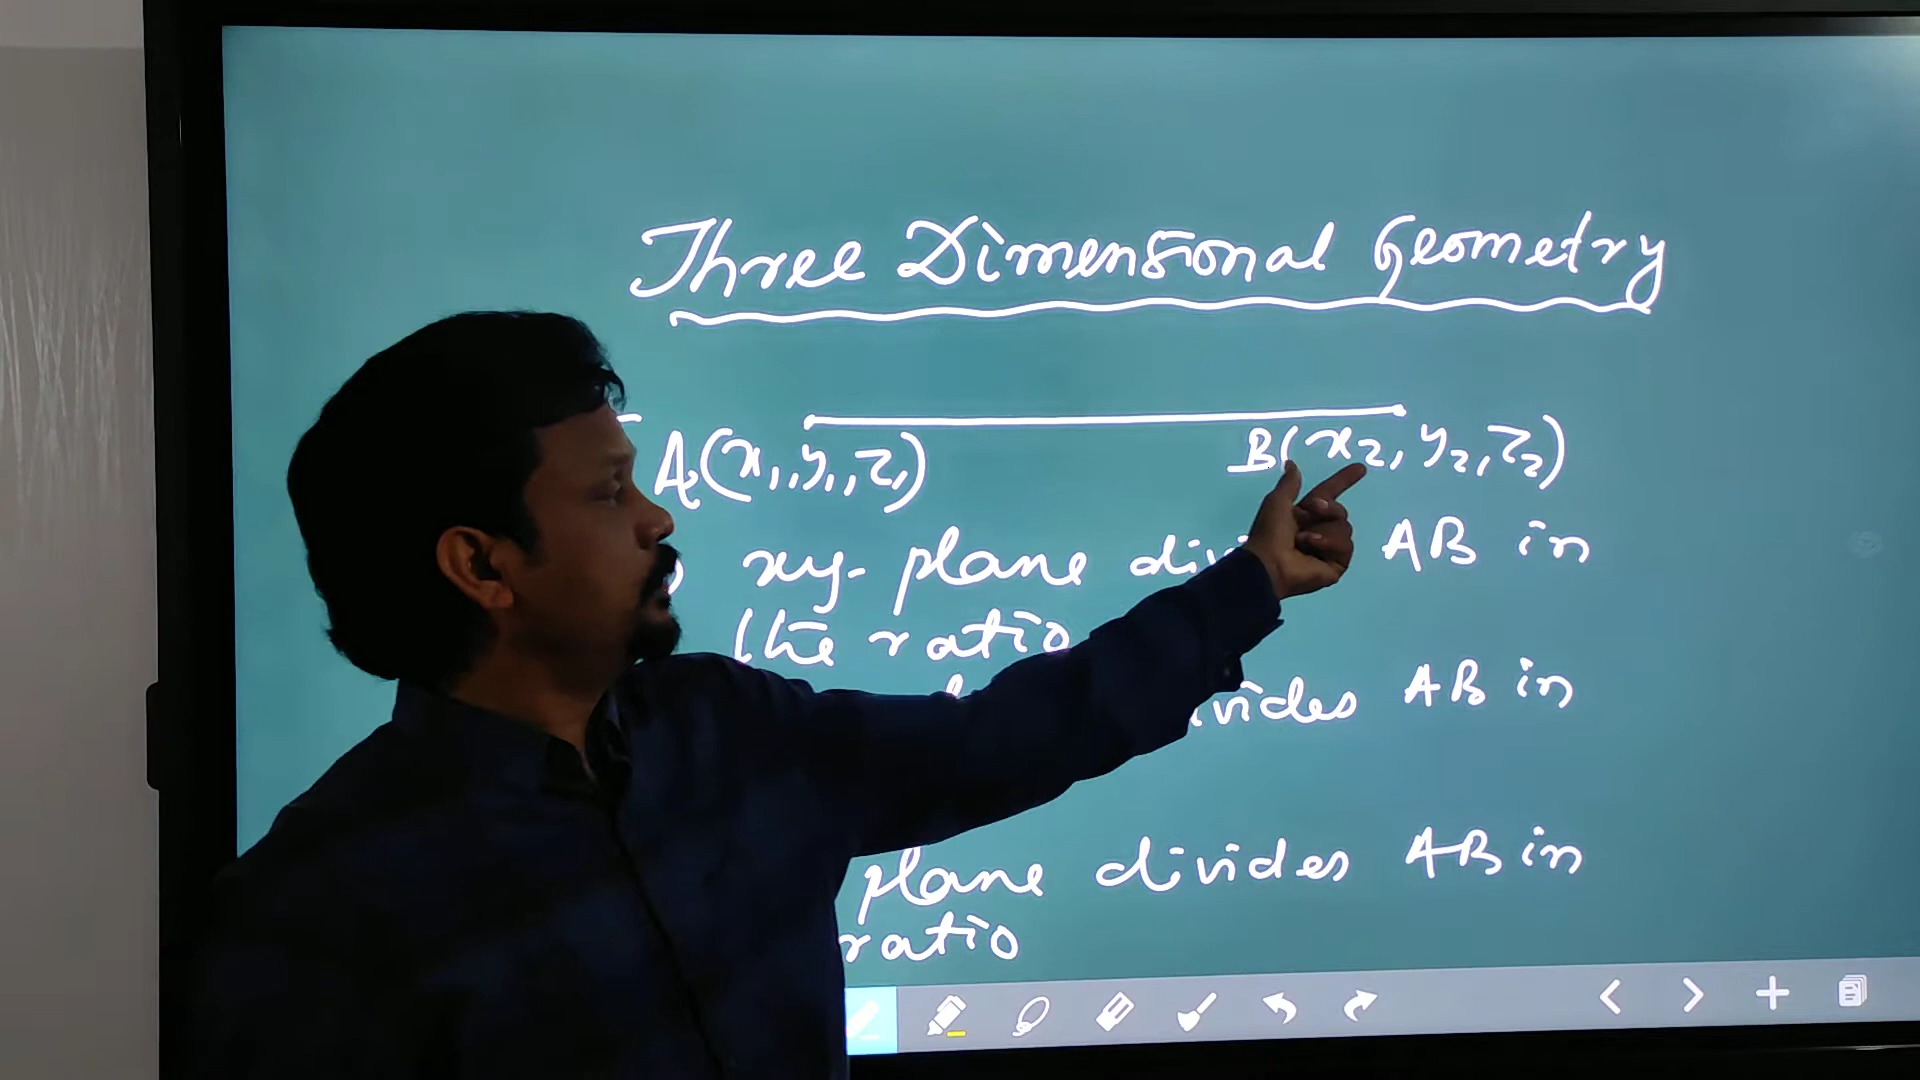 Three Dimensional Geometry
A(x₁,y₁,z₁) B(x₂,y₂,z₂)
) xy-plane AB in
the ratio
AB in
plane divides AB in
ratio